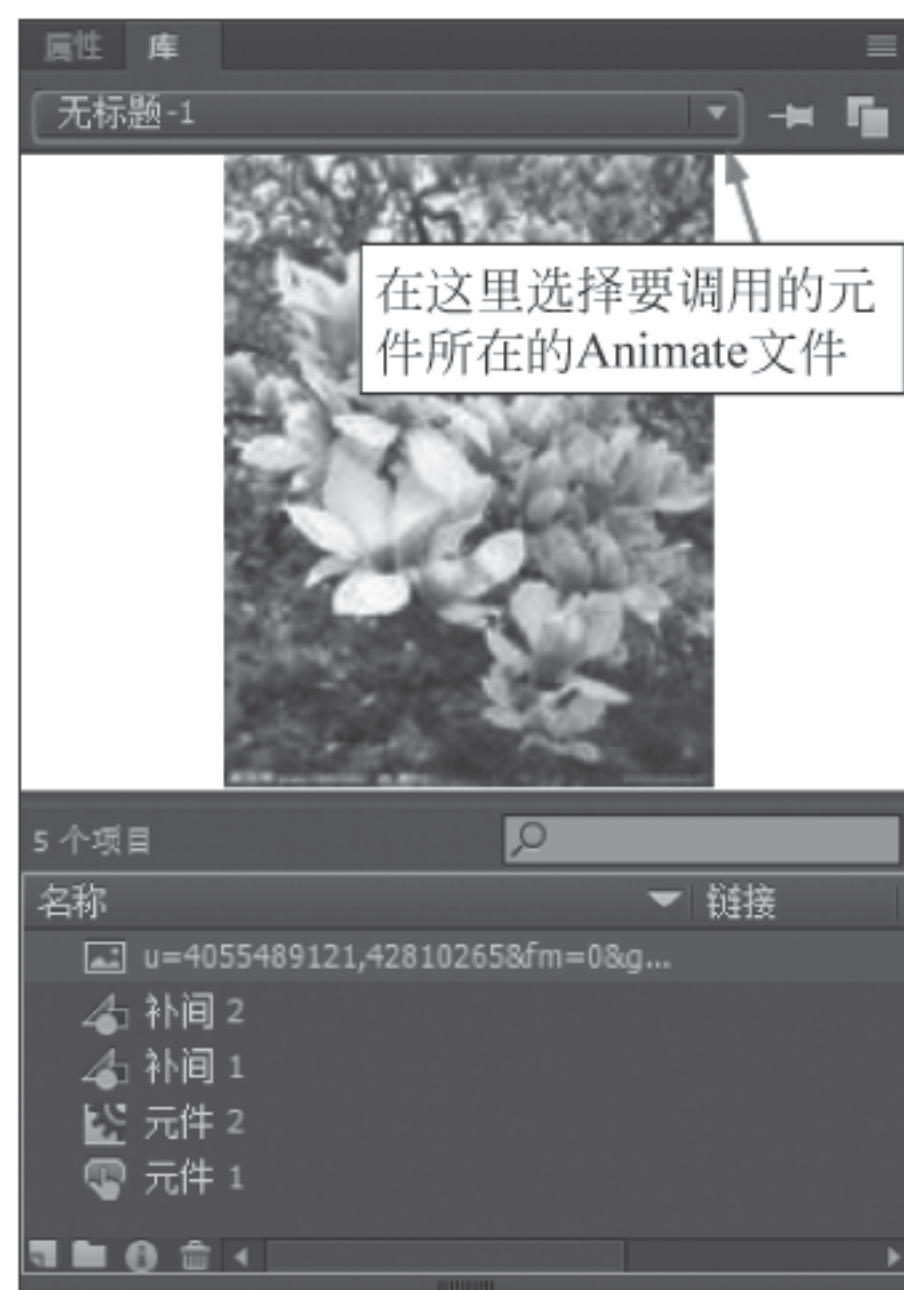 属性 库
无标题-1
在这里选择要调用的元
件所在的Animate文件
5 个项目
名称 链接
u=4055489121,42810265&fm=0&g...
补间 2
补间 1
元件 2
元件 1